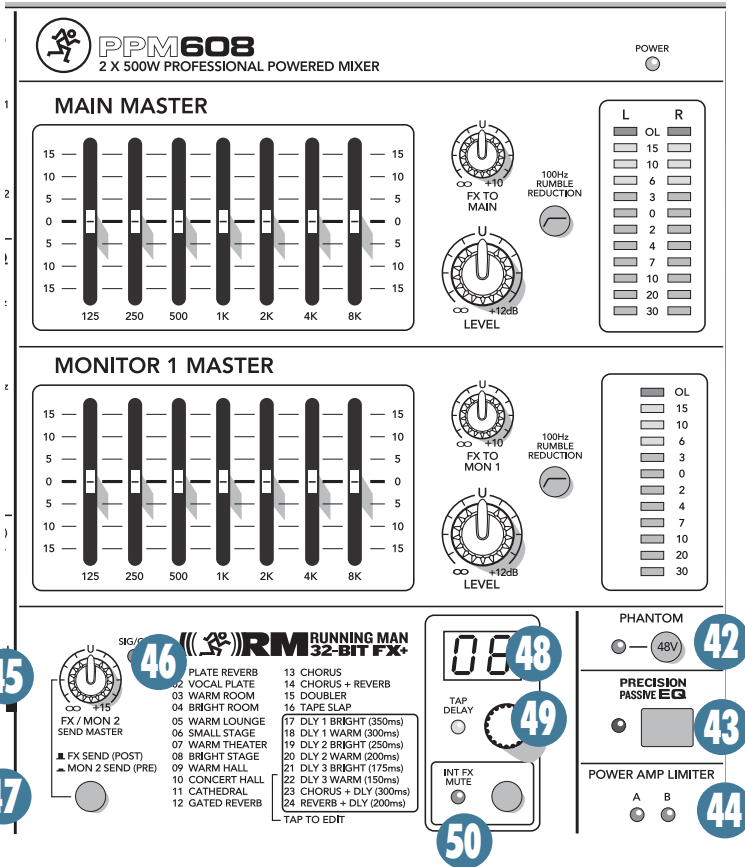 PPM608
2 X 500W PROFESSIONAL POWERED MIXER
POWER
MAIN MASTER
15 15
10 10
5 5
0 0
5 5
10 10
15 15
125 250 500 1K 2K 4K 8K
U
∞ +10
FX TO
MAIN
100Hz
RUMBLE
REDUCTION
U
∞ +12dB
LEVEL
L R
OL
15
10
6
3
0
2
4
7
10
20
30
MONITOR 1 MASTER
15 15
10 10
5 5
0 0
5 5
10 10
15 15
125 250 500 1K 2K 4K 8K
U
∞ +10
FX TO
MON 1
100Hz
RUMBLE
REDUCTION
U
∞ +12dB
LEVEL
OL
15
10
6
3
0
2
4
7
10
20
30
45
U
∞ +15
FX / MON 2
SEND MASTER
FX SEND (POST)
MON 2 SEND (PRE)
47
46
RM RUNNING MAN
32-BIT FX+
PLATE REVERB
VOCAL PLATE
03 WARM ROOM
04 BRIGHT ROOM
05 WARM LOUNGE
06 SMALL STAGE
07 WARM THEATER
08 BRIGHT STAGE
09 WARM HALL
10 CONCERT HALL
11 CATHEDRAL
12 GATED REVERB
13 CHORUS
14 CHORUS + REVERB
15 DOUBLER
16 TAPE SLAP
17 DLY 1 BRIGHT (350ms)
18 DLY 1 WARM (300ms)
19 DLY 2 BRIGHT (250ms)
20 DLY 2 WARM (200ms)
21 DLY 3 BRIGHT (175ms)
22 DLY 3 WARM (150ms)
23 CHORUS + DLY (300ms)
24 REVERB + DLY (200ms)
TAP TO EDIT
48
TAP
DELAY
49
INT FX
MUTE
50
PHANTOM
48V
42
PRECISION
PASSIVE EQ
43
POWER AMP LIMITER
A B
44